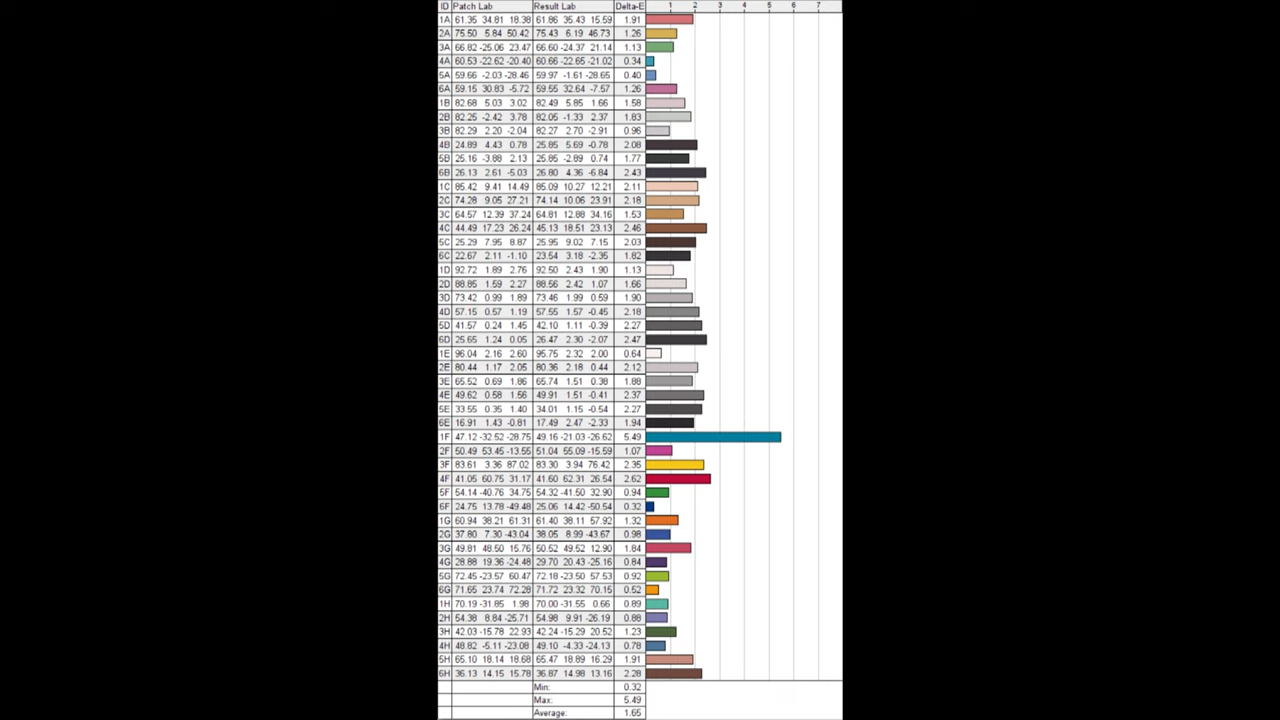 ID Patch Lab Result Lab Delta-E 1 2 3 4 5 6 7
1A 61.35 34.81 18.38 61.86 35.43 15.59 1.91
2A 75.50 5.84 50.42 75.43 6.19 46.73 1.26
3A 66.82 -25.06 23.47 66.60 -24.37 21.14 1.13
4A 60.53 -22.62 -20.40 60.66 -22.65 -21.02 0.34
5A 59.66 -2.03 -28.46 59.97 -1.61 -28.65 0.40
6A 59.15 30.83 -5.72 59.55 32.64 -7.57 1.26
1B 82.68 5.03 3.02 82.49 5.85 1.66 1.58
2B 82.25 -2.42 3.78 82.05 -1.33 2.37 1.83
3B 82.29 2.20 -2.04 82.27 2.70 -2.91 0.96
4B 24.89 4.43 0.78 25.85 5.69 -0.78 2.08
5B 25.16 -3.88 2.13 25.85 -2.89 0.74 1.77
6B 26.13 2.61 -5.03 26.80 4.36 -6.84 2.43
1C 85.42 9.41 14.49 85.09 10.27 12.21 2.11
2C 74.28 9.05 27.21 74.14 10.06 23.91 2.18
3C 64.57 12.39 37.24 64.81 12.88 34.16 1.53
4C 44.49 17.23 26.24 45.13 18.51 23.13 2.46
5C 25.29 7.95 8.87 25.95 9.02 7.15 2.03
6C 22.67 2.11 -1.10 23.54 3.18 -2.35 1.82
1D 92.72 1.89 2.76 92.50 2.43 1.90 1.13
2D 88.85 1.59 2.27 88.56 2.42 1.07 1.66
3D 73.42 0.99 1.89 73.46 1.99 0.59 1.90
4D 57.15 0.57 1.19 57.55 1.57 -0.45 2.18
5D 41.57 0.24 1.45 42.10 1.11 -0.39 2.27
6D 25.65 1.24 0.05 26.47 2.30 -2.07 2.47
1E 96.04 2.16 2.60 95.75 2.32 2.00 0.64
2E 80.44 1.17 2.05 80.36 2.18 0.44 2.12
3E 65.52 0.69 1.86 65.74 1.51 0.38 1.88
4E 49.62 0.58 1.56 49.91 1.51 -0.41 2.37
5E 33.55 0.35 1.40 34.01 1.15 -0.54 2.27
6E 16.91 1.43 -0.81 17.49 2.47 -2.33 1.94
1F 47.12 -32.52 -28.75 49.16 -21.03 -26.62 5.49
2F 50.49 53.45 -13.55 51.04 55.09 -15.59 1.07
3F 83.61 3.36 87.02 83.30 3.94 76.42 2.35
4F 41.05 60.75 31.17 41.60 62.31 26.54 2.62
5F 54.14 -40.76 34.75 54.32 -41.50 32.90 0.94
6F 24.75 13.78 -49.48 25.06 14.42 -50.54 0.32
1G 60.94 38.21 61.31 61.40 38.11 57.92 1.32
2G 37.80 7.30 -43.04 38.05 8.99 -43.67 0.98
3G 49.81 48.50 15.76 50.52 49.52 12.90 1.84
4G 28.88 19.36 -24.48 29.70 20.43 -25.16 0.84
5G 72.45 -23.57 60.47 72.18 -23.50 57.53 0.92
6G 71.65 23.74 72.28 71.72 23.32 70.15 0.52
1H 70.19 -31.85 1.98 70.00 -31.55 0.66 0.89
2H 54.38 8.84 -25.71 54.98 9.91 -26.19 0.88
3H 42.03 -15.78 22.93 42.24 -15.29 20.52 1.23
4H 48.82 -5.11 -23.08 49.10 -4.33 -24.13 0.78
5H 65.10 18.14 18.68 65.47 18.89 16.29 1.91
6H 36.13 14.15 15.78 36.87 14.98 13.16 2.28
Min: 0.32
Max: 5.49
Average: 1.65